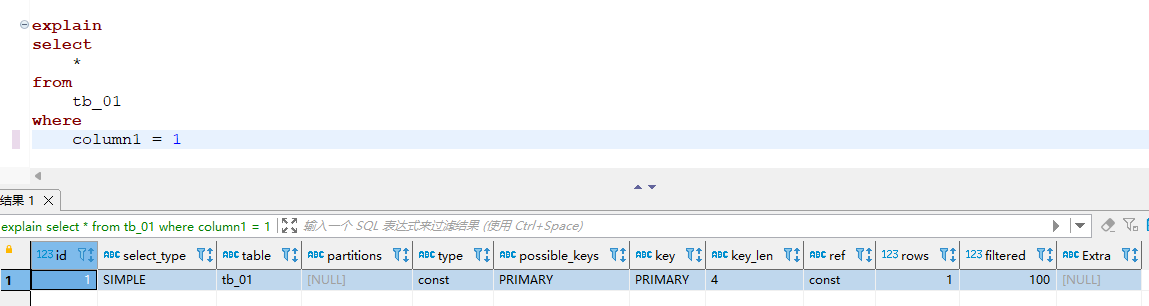 explain
select
*
from
tb_01
where
column1 = 1
结果 1
explain select * from tb_01 where column1 = 1 输入一个 SQL 表达式来过滤结果 (使用 Ctrl+Space)
123 id ABC select_type ABC table ABC partitions ABC type ABC possible_keys ABC key ABC key_len ABC ref 123 rows 123 filtered ABC Extra
1 1 SIMPLE tb_01 [NULL] const PRIMARY PRIMARY 4 const 1 100 [NULL]